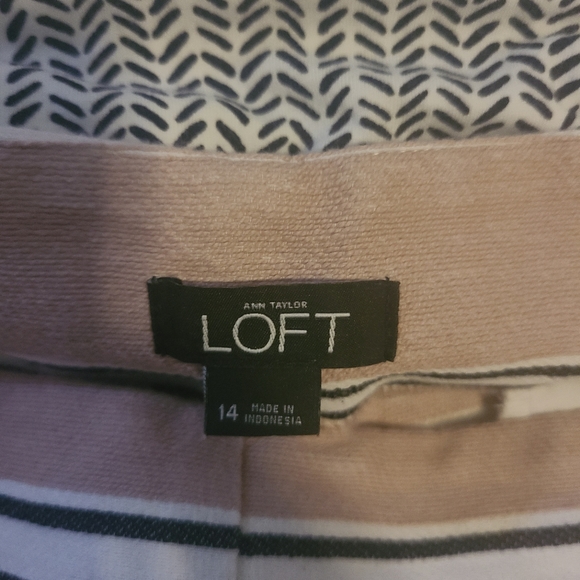 ANN TAYLOR
LOFT
14 MADE IN
INDONESIA